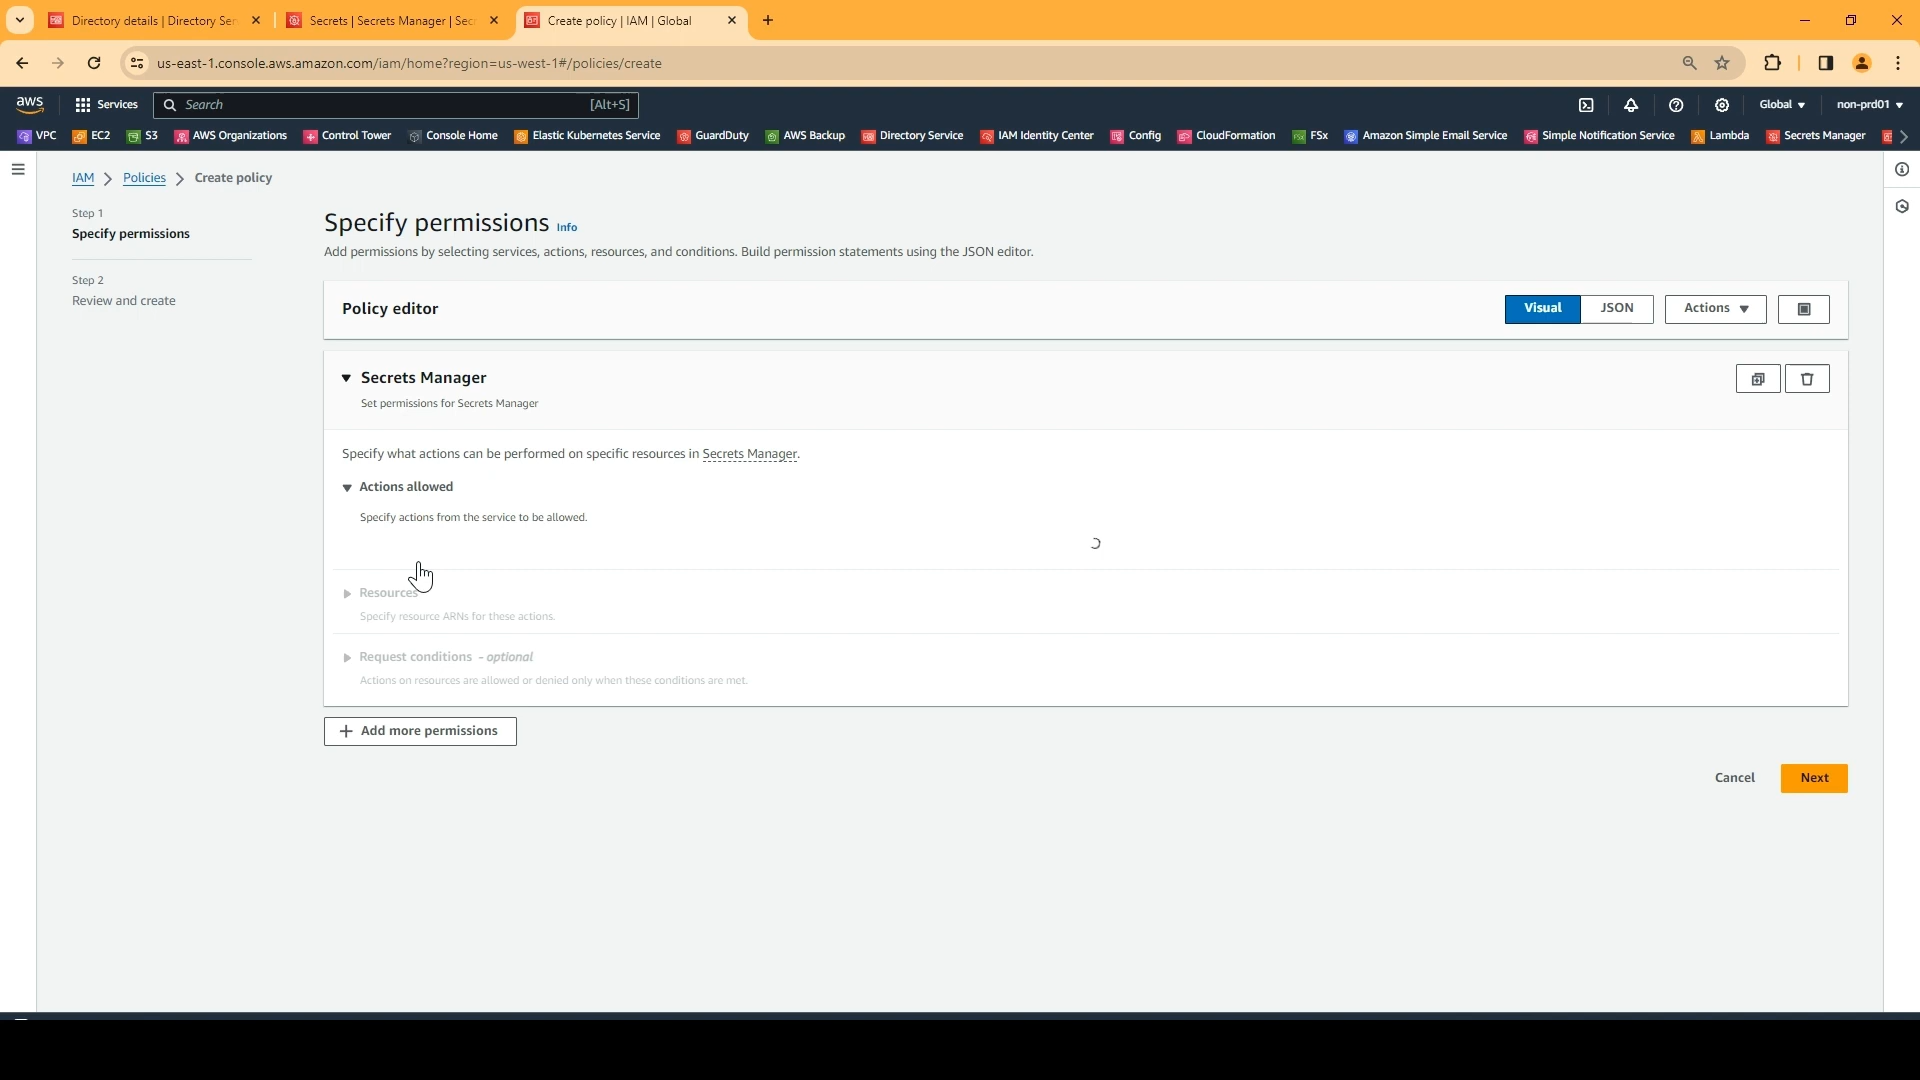 Directory details | Directory Ser
Secrets | Secrets Manager | Sec
Create policy | IAM | Global
us-east-1.console.aws.amazon.com/iam/home?region=us-west-1#/policies/create
aws
Services
Search
[Alt+S]
Global
non-prd01
VPC
EC2
S3
AWS Organizations
Control Tower
Console Home
Elastic Kubernetes Service
GuardDuty
AWS Backup
Directory Service
IAM Identity Center
Config
CloudFormation
FSx
Amazon Simple Email Service
Simple Notification Service
Lambda
Secrets Manager
IAM
Policies
Create policy
Step 1
Specify permissions
Step 2
Review and create
Specify permissions Info
Add permissions by selecting services, actions, resources, and conditions. Build permission statements using the JSON editor.
Policy editor
Visual
JSON
Actions
Secrets Manager
Set permissions for Secrets Manager
Specify what actions can be performed on specific resources in Secrets Manager.
Actions allowed
Specify actions from the service to be allowed.
Resources
Specify resource ARNs for these actions.
Request conditions - optional
Actions on resources are allowed or denied only when these conditions are met.
Add more permissions
Cancel
Next